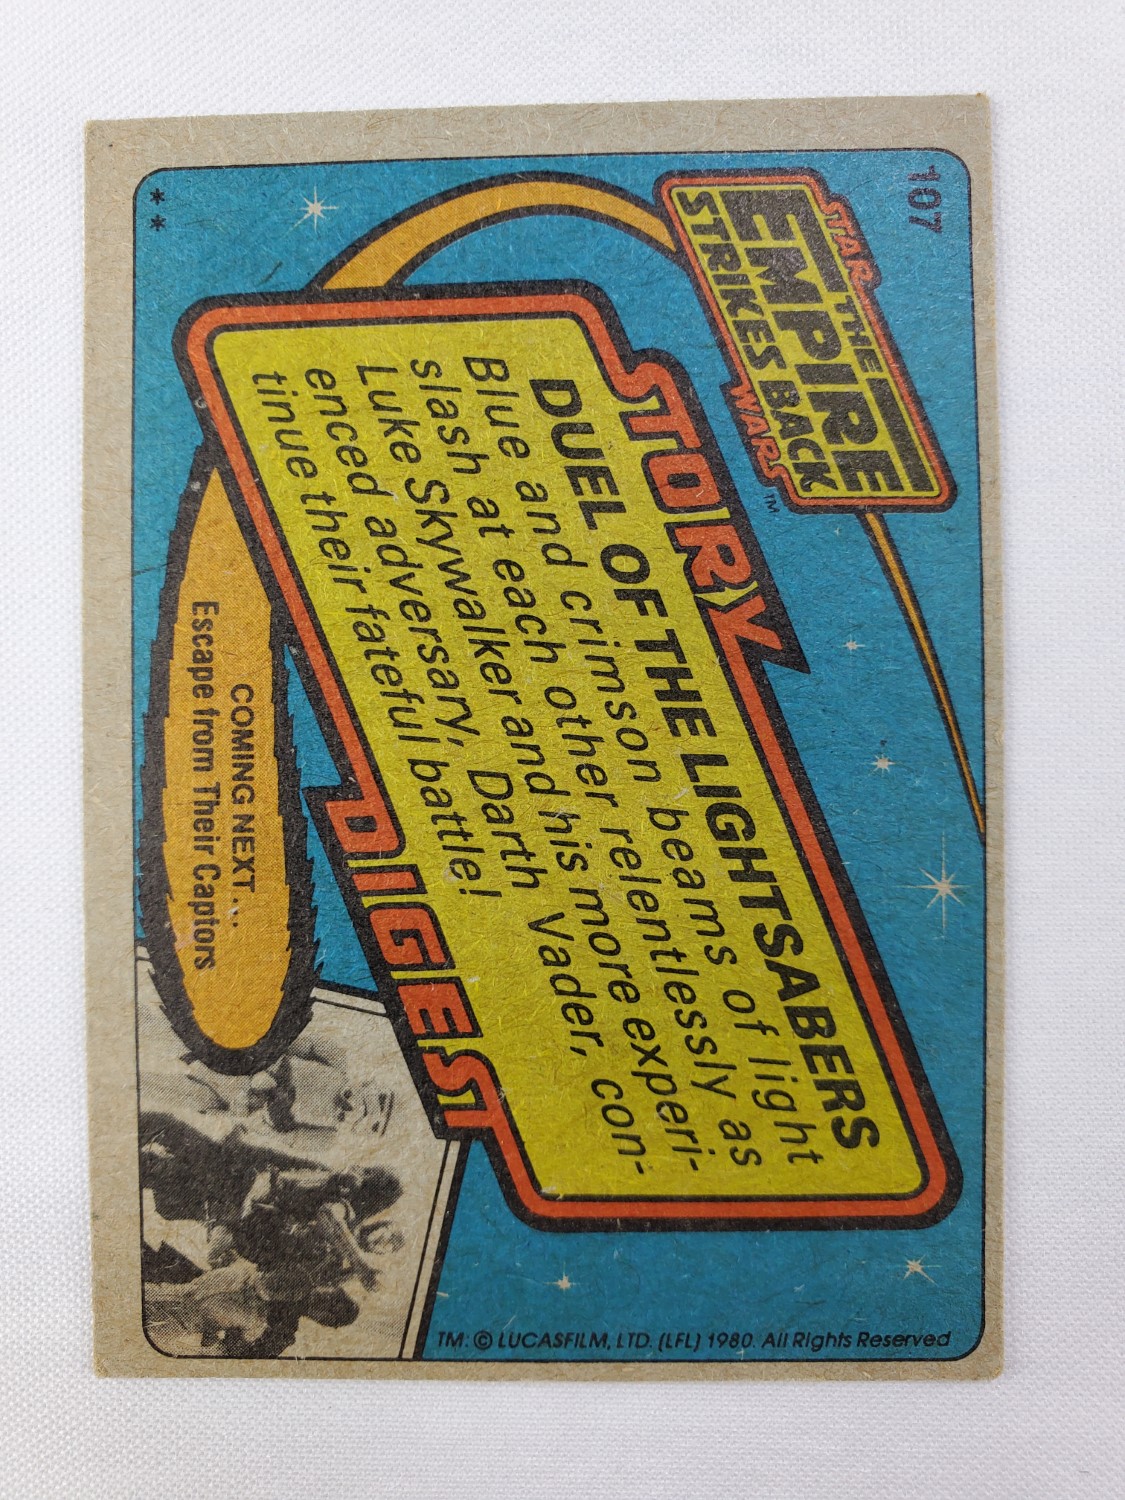 107
STAR
THE
EMPIRE
STRIKES BACK
WARS™
STORY
DUEL OF THE LIGHTSABERS
Blue and crimson beams of light
slash at each other relentlessly as
Luke Skywalker and his more experi-
enced adversary, Darth Vader, con-
tinue their fateful battle!
DIGEST
COMING NEXT...
Escape from Their Captors
**
TM: © LUCASFILM, LTD. (LFL) 1980. All Rights Reserved